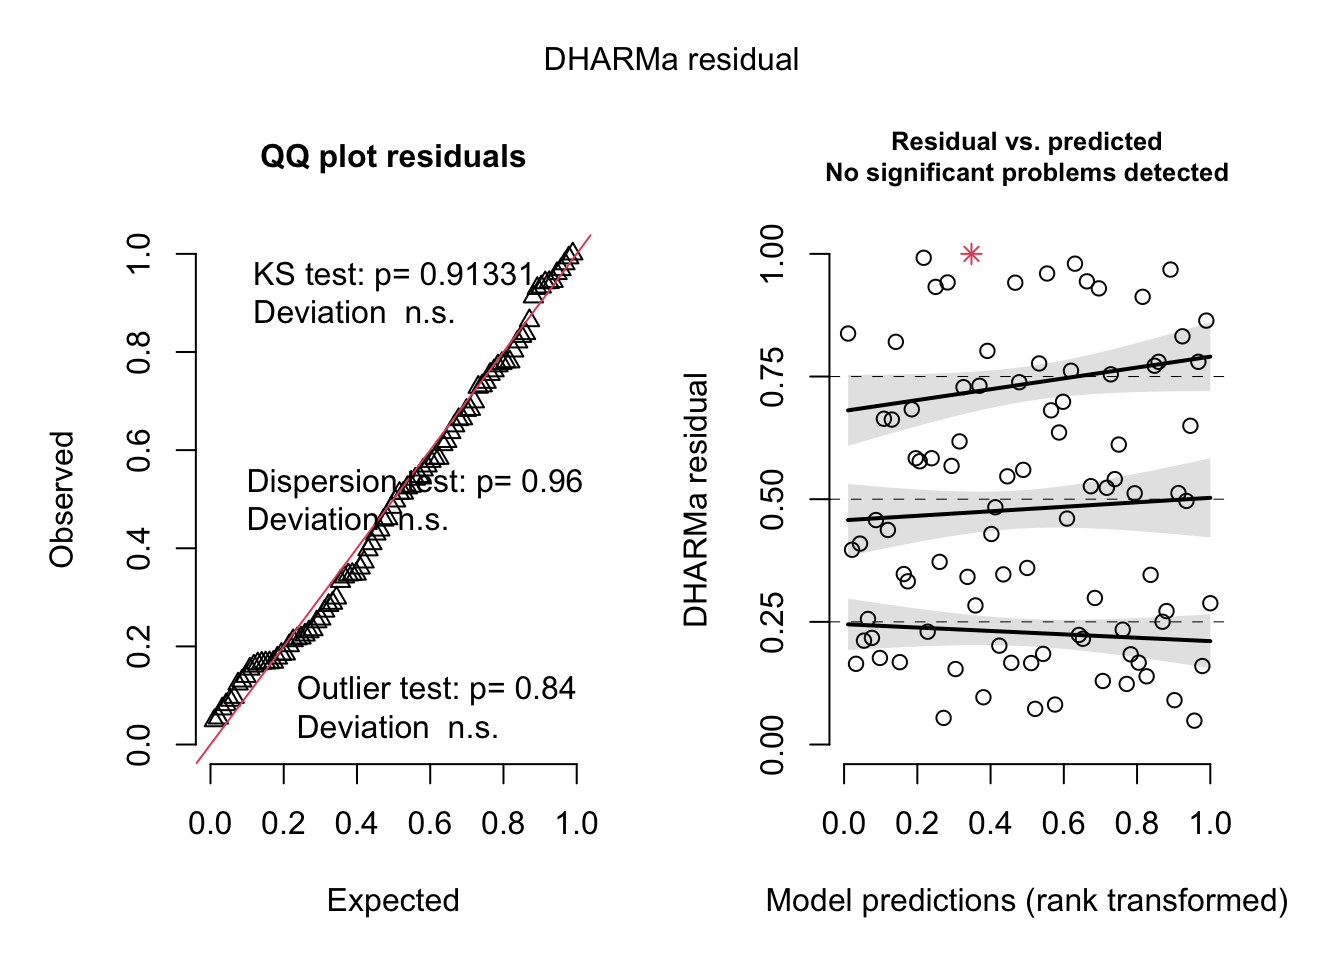 DHARMa residual
QQ plot residuals
KS test: p= 0.91331
Deviation  n.s.
Dispersion test: p= 0.96
Deviation  n.s.
Outlier test: p= 0.84
Deviation  n.s.
Observed
0.0 0.2 0.4 0.6 0.8 1.0
0.0 0.2 0.4 0.6 0.8 1.0
Expected
Residual vs. predicted
No significant problems detected
DHARMa residual
0.00 0.25 0.50 0.75 1.00
0.0 0.2 0.4 0.6 0.8 1.0
Model predictions (rank transformed)